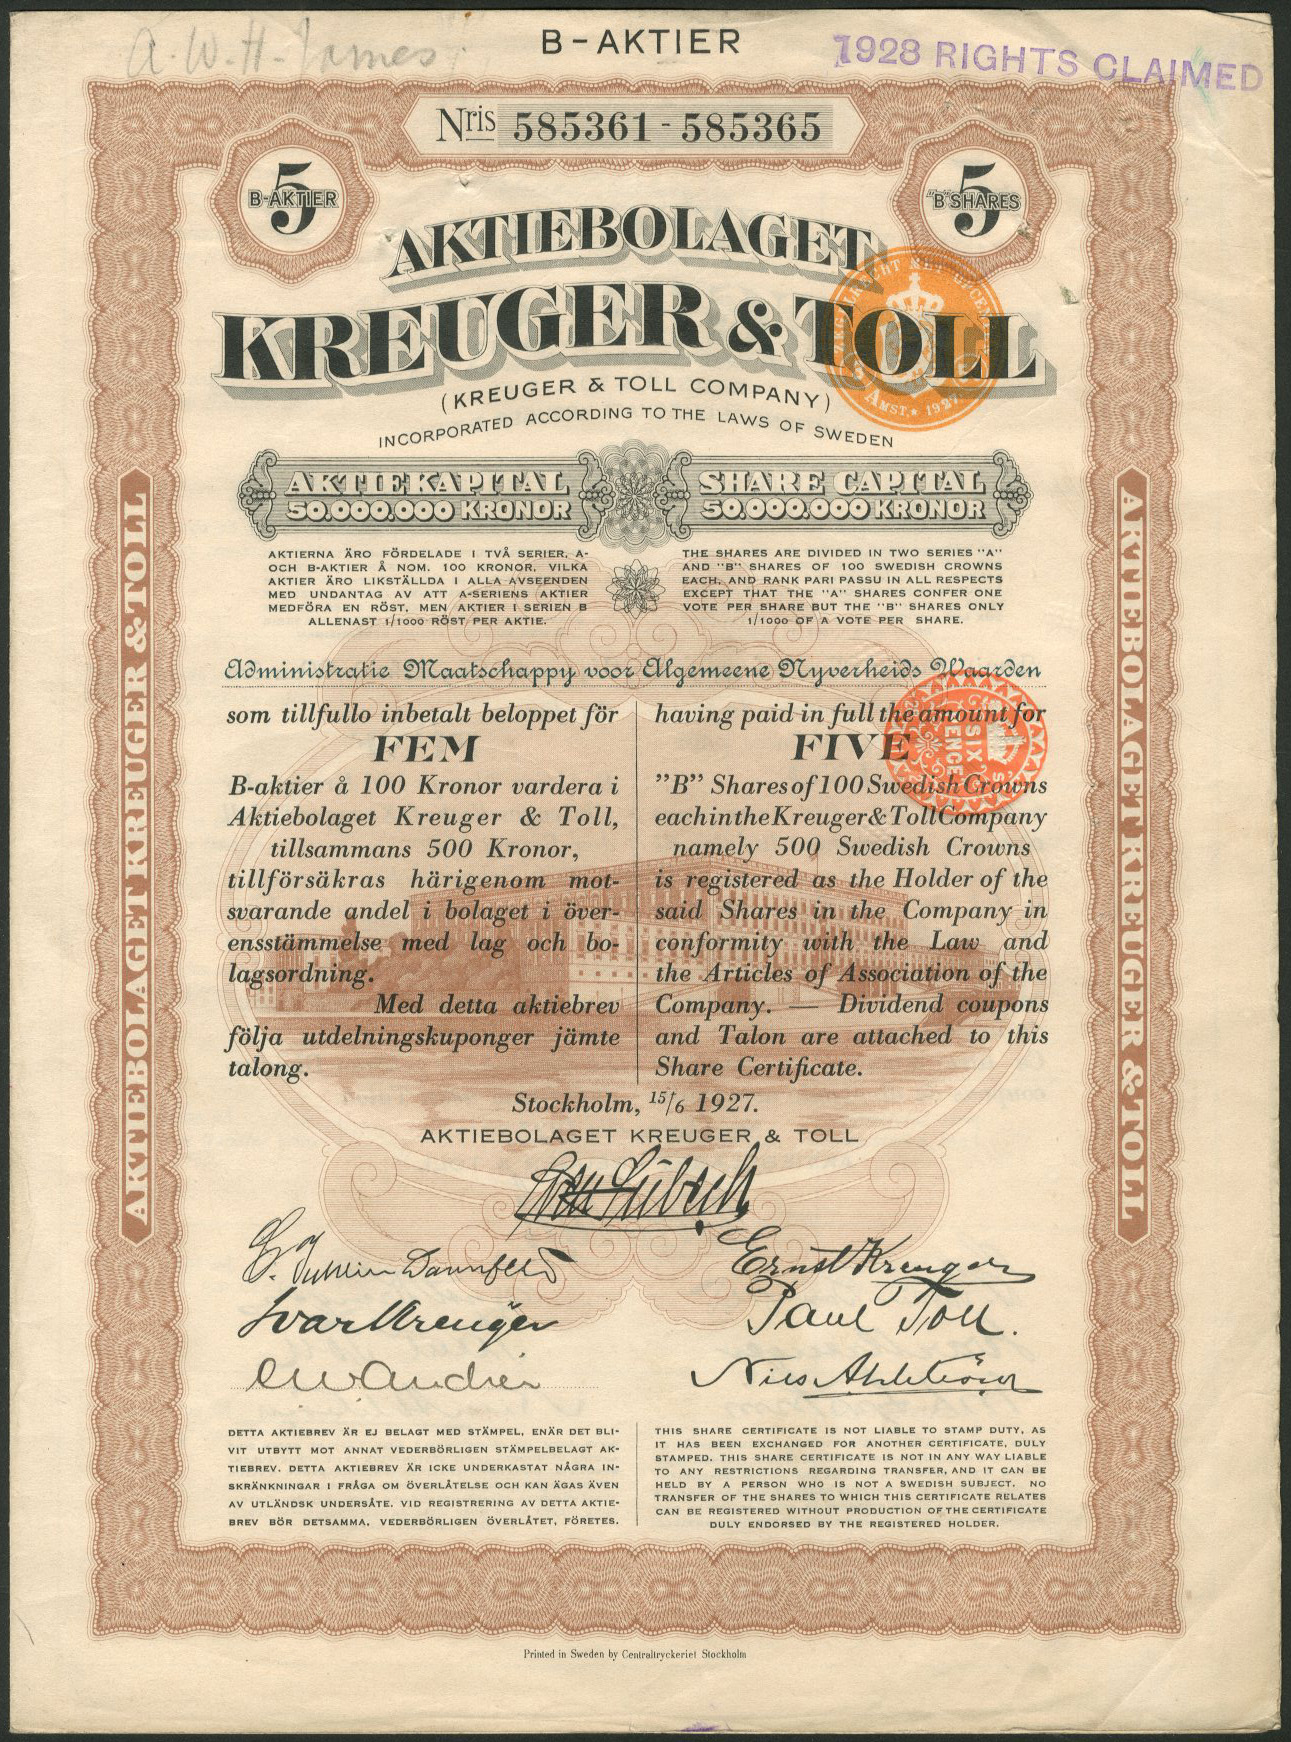 A. W. H. James
B-AKTIER
1928 RIGHTS CLAIMED
Nris 585361 - 585365
5
B-AKTIER
5
"B" SHARES
AKTIEBOLAGET
KREUGER & TOLL
(KREUGER & TOLL COMPANY)
INCORPORATED ACCORDING TO THE LAWS OF SWEDEN
AMST. ★ 1927
AKTIEKAPITAL
50.000.000 KRONOR
SHARE CAPITAL
50.000.000 KRONOR
AKTIERNA ÄRO FÖRDELADE I TVÅ SERIER, A-
OCH B-AKTIER Å NOM. 100 KRONOR, VILKA
AKTIER ÄRO LIKSTÄLLDA I ALLA AVSEENDEN
MED UNDANTAG AV ATT A-SERIENS AKTIER
MEDFÖRA EN RÖST, MEN AKTIER I SERIEN B
ALLENAST 1/1000 RÖST PER AKTIE.
THE SHARES ARE DIVIDED IN TWO SERIES "A"
AND "B" SHARES OF 100 SWEDISH CROWNS
EACH, AND RANK PARI PASSU IN ALL RESPECTS
EXCEPT THAT THE "A" SHARES CONFER ONE
VOTE PER SHARE BUT THE "B" SHARES ONLY
1/1000 OF A VOTE PER SHARE.
Administratie Maatschappy voor Algemeene Nyverheids Waarden
som tillfullo inbetalt beloppet för
FEM
B-aktier å 100 Kronor vardera i
Aktiebolaget Kreuger & Toll,
tillsammans 500 Kronor,
tillförsäkras härigenom mot-
svarande andel i bolaget i över-
ensstämmelse med lag och bo-
lagsordning.
Med detta aktiebrev
följa utdelningskuponger jämte
talong.
having paid in full the amount for
FIVE
"B" Shares of 100 Swedish Crowns
each in the Kreuger & Toll Company
namely 500 Swedish Crowns
is registered as the Holder of the
said Shares in the Company in
conformity with the Law and
the Articles of Association of the
Company. — Dividend coupons
and Talon are attached to this
Share Certificate.
SIX
PENCE
Stockholm, 15/6 1927.
AKTIEBOLAGET KREUGER & TOLL
Ernst Kreuger
Ivar Kreuger
Paul Toll.
Nils Ahlström
DETTA AKTIEBREV ÄR EJ BELAGT MED STÄMPEL, ENÄR DET BLI-
VIT UTBYTT MOT ANNAT VEDERBÖRLIGEN STÄMPELBELAGT AK-
TIEBREV. DETTA AKTIEBREV ÄR ICKE UNDERKASTAT NÅGRA IN-
SKRÄNKNINGAR I FRÅGA OM ÖVERLÅTELSE OCH KAN ÄGAS ÄVEN
AV UTLÄNDSK UNDERSÅTE. VID REGISTRERING AV DETTA AKTIE-
BREV BÖR DETSAMMA, VEDERBÖRLIGEN ÖVERLÅTET, FÖRETES.
THIS SHARE CERTIFICATE IS NOT LIABLE TO STAMP DUTY, AS
IT HAS BEEN EXCHANGED FOR ANOTHER CERTIFICATE, DULY
STAMPED. THIS SHARE CERTIFICATE IS NOT IN ANY WAY LIABLE
TO ANY RESTRICTIONS REGARDING TRANSFER, AND IT CAN BE
HELD BY A PERSON WHO IS NOT A SWEDISH SUBJECT. NO
TRANSFER OF THE SHARES TO WHICH THIS CERTIFICATE RELATES
CAN BE REGISTERED WITHOUT PRODUCTION OF THE CERTIFICATE
DULY ENDORSED BY THE REGISTERED HOLDER.
AKTIEBOLAGET KREUGER & TOLL
AKTIEBOLAGET KREUGER & TOLL
Printed in Sweden by Centraltryckeriet Stockholm